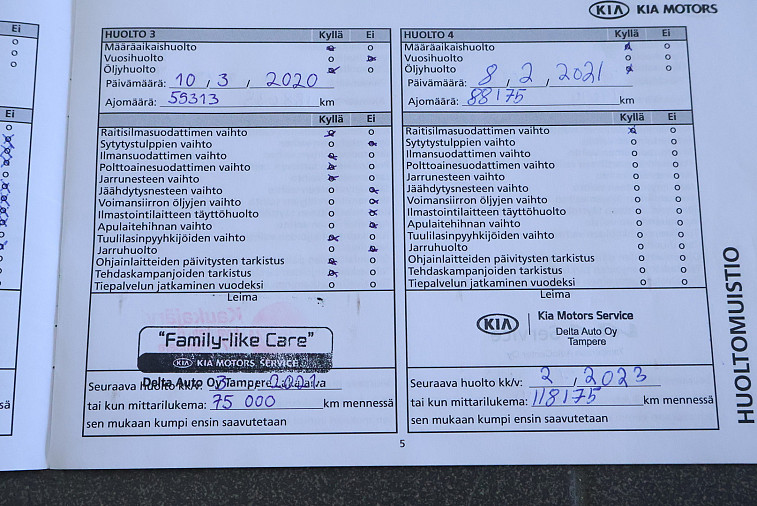 KIA KIA MOTORS
Ei
HUOLTO 3 Kyllä Ei
Määräaikaishuolto
Vuosihuolto
Öljyhuolto
Päivämäärä: 10 , 3 , 2020
Ajomäärä: 59313 km
Kyllä Ei
Raitisilmasuodattimen vaihto
Sytytystulppien vaihto
Ilmansuodattimen vaihto
Polttoainesuodattimen vaihto
Jarrunesteen vaihto
Jäähdytysnesteen vaihto
Voimansiirron öljyjen vaihto
Ilmastointilaitteen täyttöhuolto
Apulaitehihnan vaihto
Tuulilasinpyyhkijöiden vaihto
Jarruhuolto
Ohjainlaitteiden päivitysten tarkistus
Tehdaskampanjoiden tarkistus
Tiepalvelun jatkaminen vuodeksi
Leima
"Family-like Care"
KIA KIA MOTORS SERVICE
Delta Auto Oy Tampere
Seuraava huolto kk/v: 3 , 2021
tai kun mittarilukema: 75 000 km mennessä
sen mukaan kumpi ensin saavutetaan
HUOLTO 4 Kyllä Ei
Määräaikaishuolto
Vuosihuolto
Öljyhuolto
Päivämäärä: 8 , 2 , 2021
Ajomäärä: 88175 km
Kyllä Ei
Raitisilmasuodattimen vaihto
Sytytystulppien vaihto
Ilmansuodattimen vaihto
Polttoainesuodattimen vaihto
Jarrunesteen vaihto
Jäähdytysnesteen vaihto
Voimansiirron öljyjen vaihto
Ilmastointilaitteen täyttöhuolto
Apulaitehihnan vaihto
Tuulilasinpyyhkijöiden vaihto
Jarruhuolto
Ohjainlaitteiden päivitysten tarkistus
Tehdaskampanjoiden tarkistus
Tiepalvelun jatkaminen vuodeksi
Leima
KIA Kia Motors Service
Delta Auto Oy
Tampere
Seuraava huolto kk/v: 2 , 2023
tai kun mittarilukema: 118175 km mennessä
sen mukaan kumpi ensin saavutetaan
Ei
5
HUOLTOMUISTIO